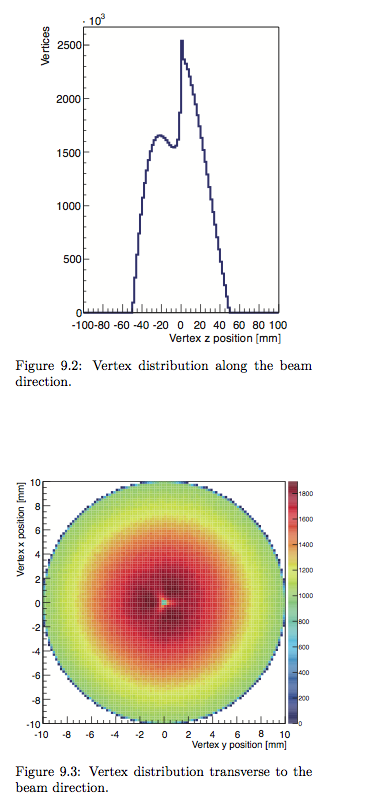 · 10³
Vertices
2500
2000
1500
1000
500
0
-100-80 -60 -40 -20 0 20 40 60 80 100
Vertex z position [mm]
Figure 9.2: Vertex distribution along the beam
direction.
Vertex x position [mm]
10
8
6
4
2
0
-2
-4
-6
-8
-10
-10 -8 -6 -4 -2 0 2 4 6 8 10
Vertex y position [mm]
1800
1600
1400
1200
1000
800
600
400
200
0
Figure 9.3: Vertex distribution transverse to the
beam direction.